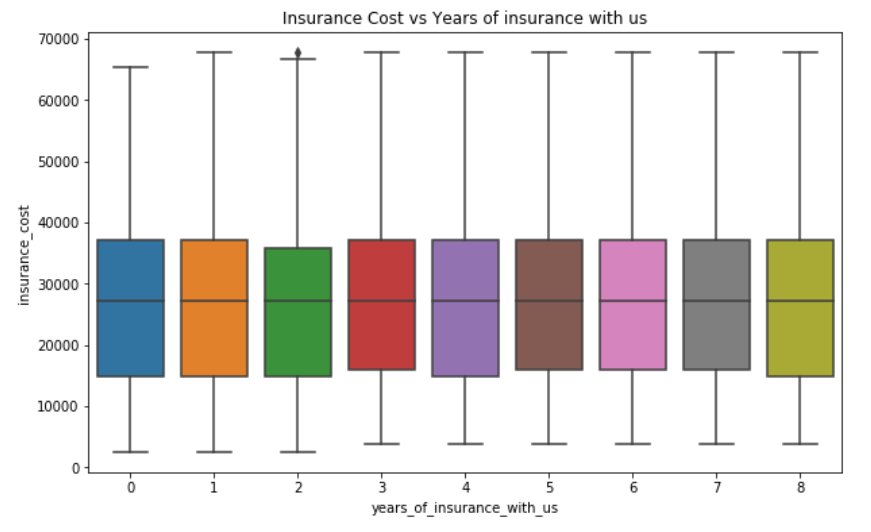 Insurance Cost vs Years of insurance with us
70000
60000
50000
40000
30000
20000
10000
0
insurance_cost
0 1 2 3 4 5 6 7 8
years_of_insurance_with_us